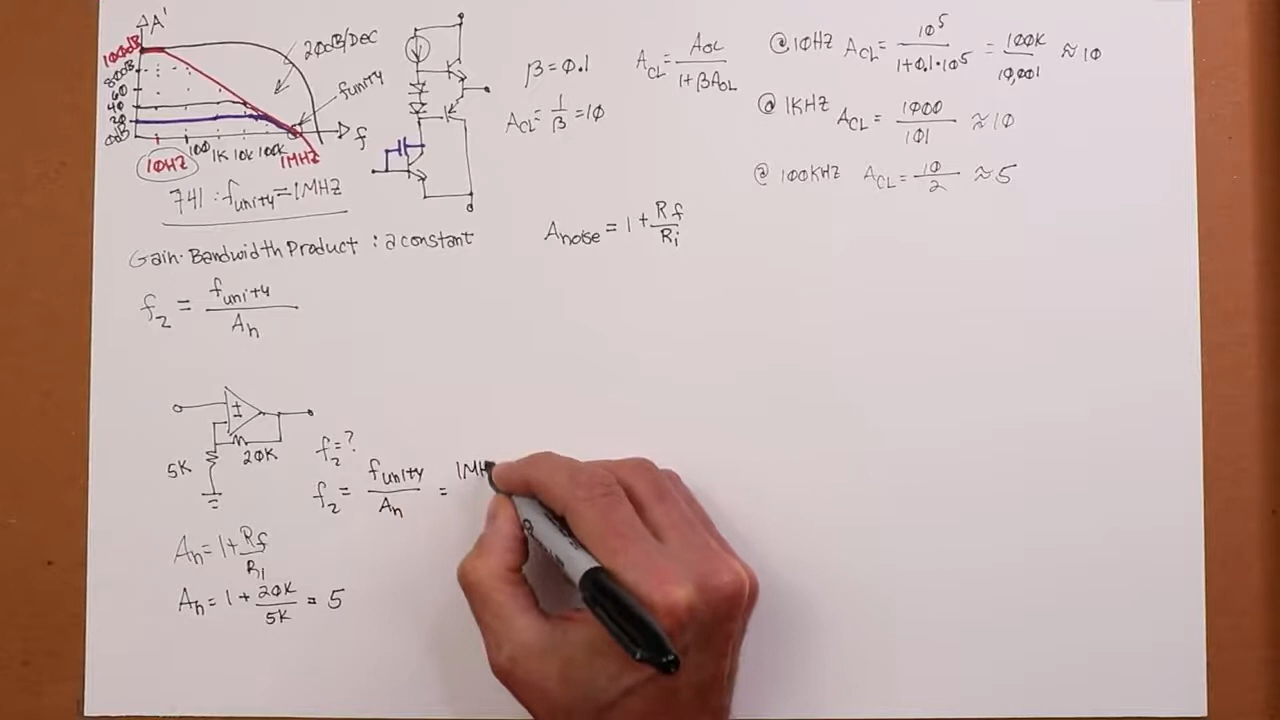 A'
100dB
80dB
60
40
20
0dB
20dB/DEC
funity
f
10HZ 100 1K 10K 100K 1MHZ
741 : funity = 1MHZ
β = 0.1
ACL = 1/β = 10
ACL = AOL / 1+βAOL
@ 10HZ ACL = 10^5 / 1+0.1·10^5 = 100K / 10,001 ≈ 10
@ 1KHZ ACL = 1000 / 101 ≈ 10
@ 100KHZ ACL = 10 / 2 ≈ 5
Anoise = 1 + Rf / Ri
Gain·Bandwidth Product : a constant
f2 = funity / An
±
5K
20K
f2 = ?
f2 = funity / An = 1MH
An = 1 + Rf / Ri
An = 1 + 20K / 5K = 5